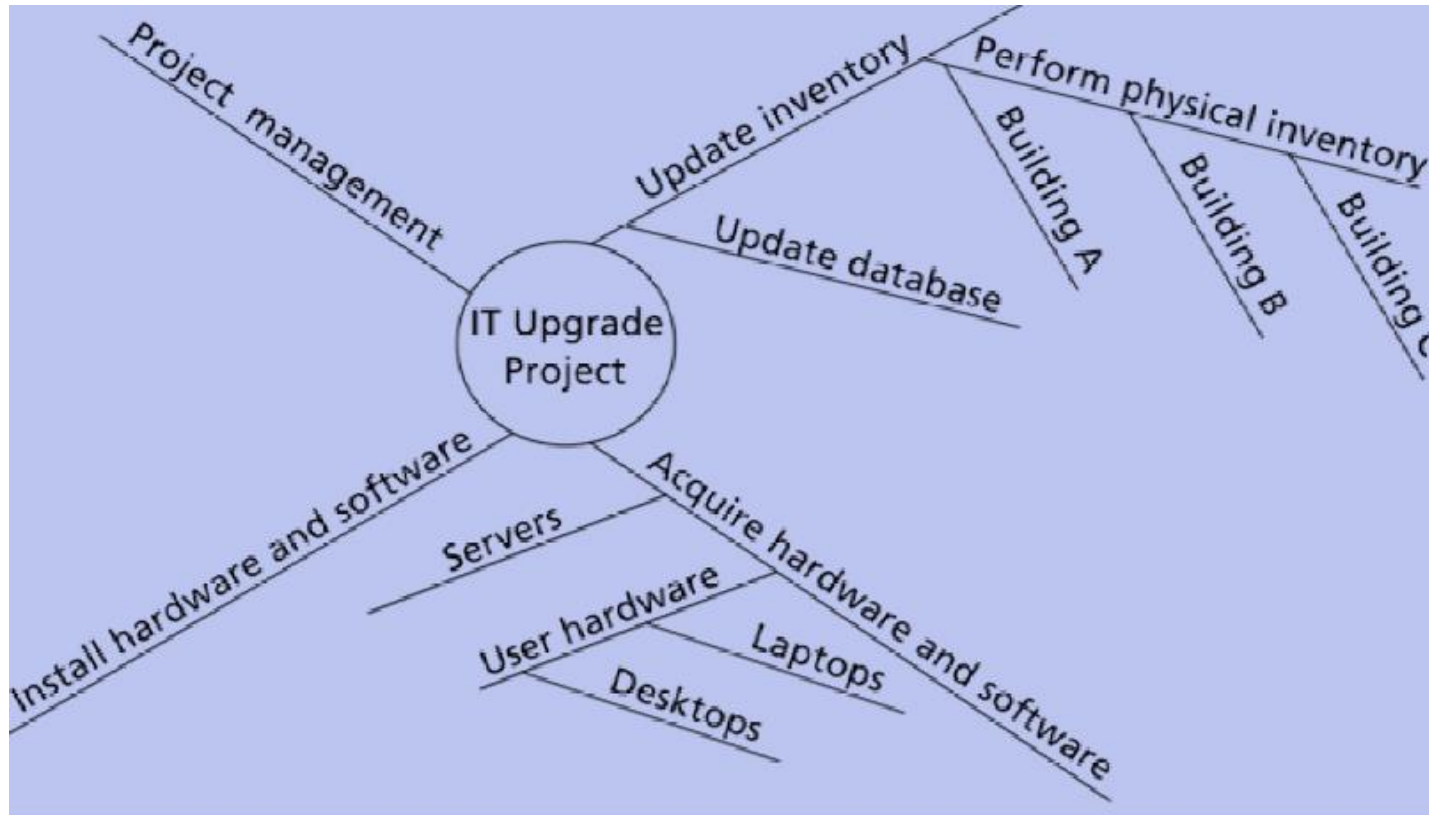 Project management
Update inventory
Perform physical inventory
Building A
Building B
Building C
Update database
IT Upgrade
Project
Install hardware and software
Acquire hardware and software
Servers
User hardware
Laptops
Desktops